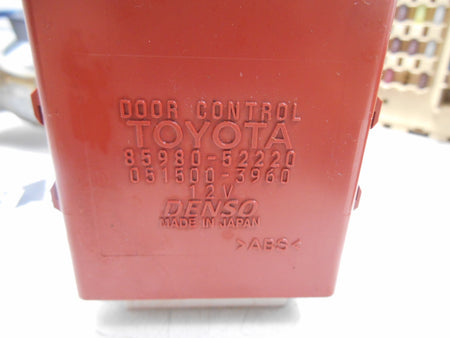 DOOR CONTROL
TOYOTA
85980-52220
051500-3960
12V
DENSO
MADE IN JAPAN
>ABS<